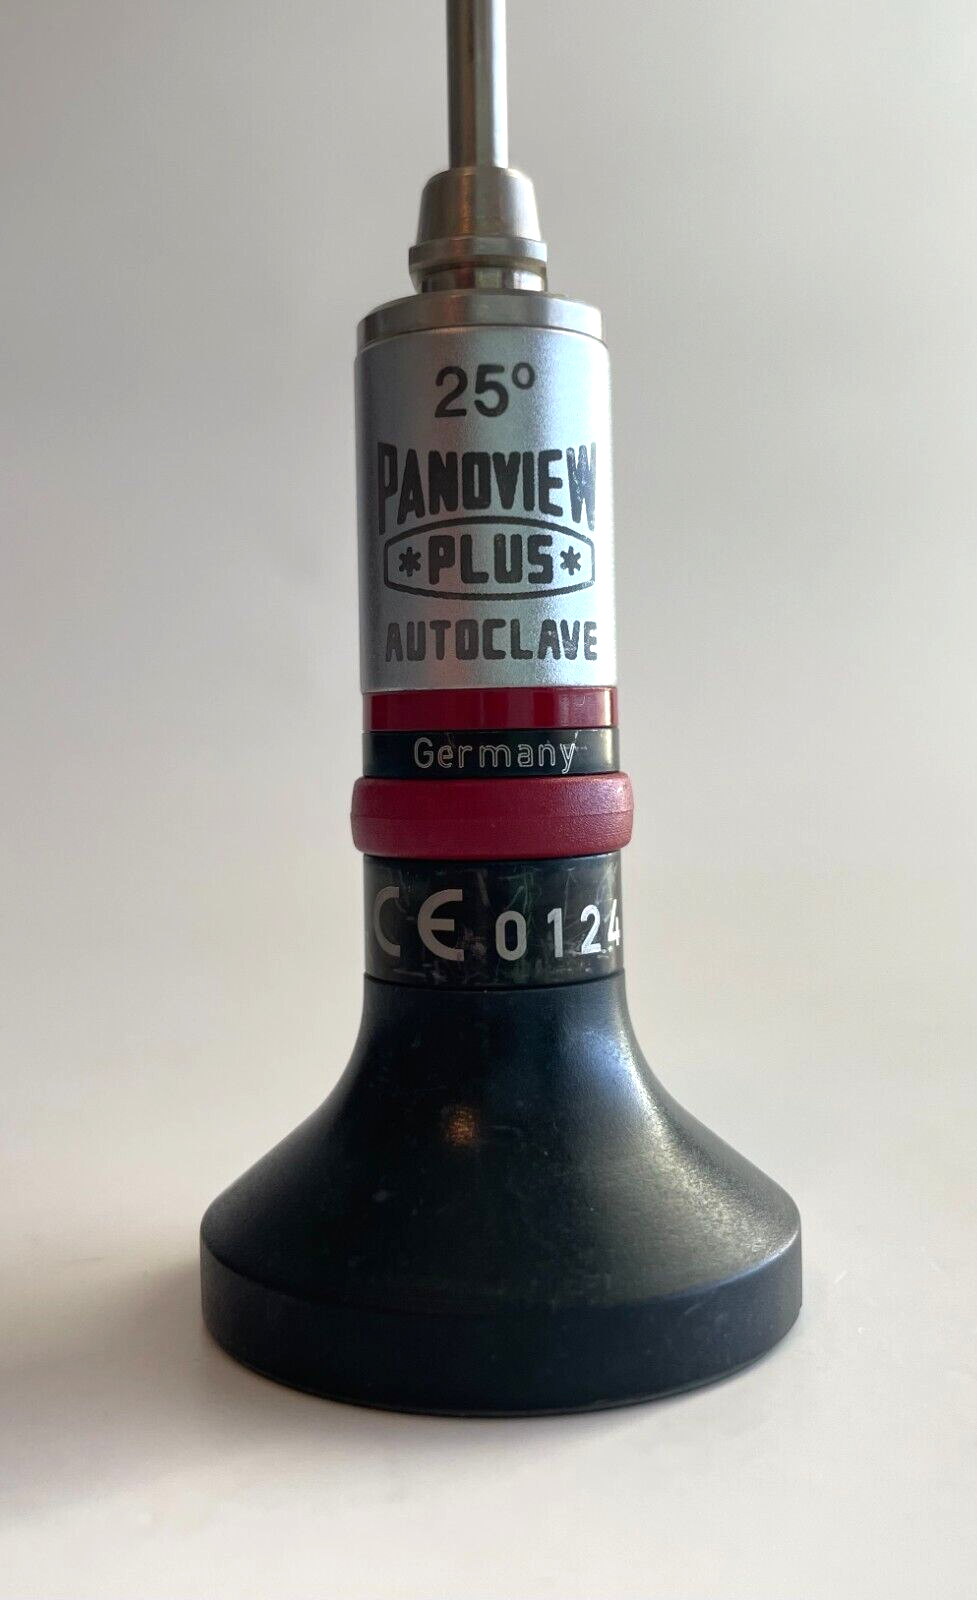 25°
PANOVIEW
*PLUS*
AUTOCLAVE
Germany
CE 0124